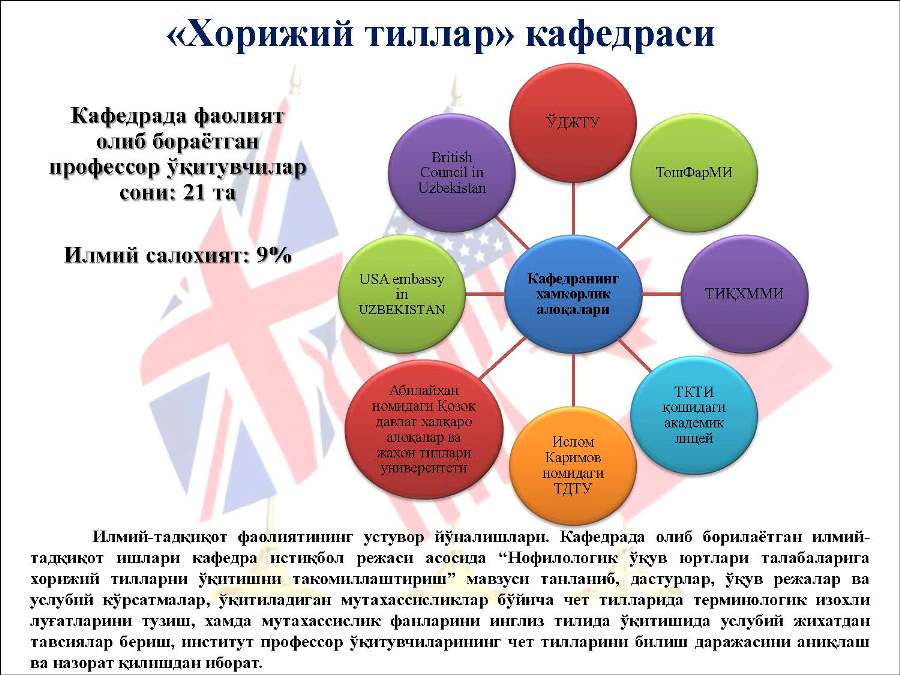 «Хорижий тиллар» кафедраси
Кафедрада фаолият
олиб бораётган
профессор ўқитувчилар
сони: 21 та
Илмий салохият: 9%
ЎДЖТУ
ТошФарМИ
ТИҚХММИ
ТКТИ
қошидаги
академик
лицей
Ислом
Каримов
номидаги
ТДТУ
Абилайхан
номидаги Қозоқ
давлат халқаро
алоқалар ва
жахон тиллари
университети
USA embassy
in
UZBEKISTAN
British
Council in
Uzbekistan
Кафедранинг
хамкорлик
алоқалари
Илмий-тадқиқот фаолиятининг устувор йўналишлари. Кафедрада олиб борилаётган илмий-
тадқиқот ишлари кафедра истиқбол режаси асосида “Нофилологик ўқув юртлари талабаларига
хорижий тилларни ўқитишни такомиллаштириш” мавзуси танланиб, дастурлар, ўқув режалар ва
услубий кўрсатмалар, ўқитиладиган мутахассисликлар бўйича чет тилларида терминологик изохли
луғатларини тузиш, хамда мутахассислик фанларини инглиз тилида ўқитишида услубий жихатдан
тавсиялар бериш, институт профессор ўқитувчиларининг чет тилларини билиш даражасини аниқлаш
ва назорат қилишдан иборат.